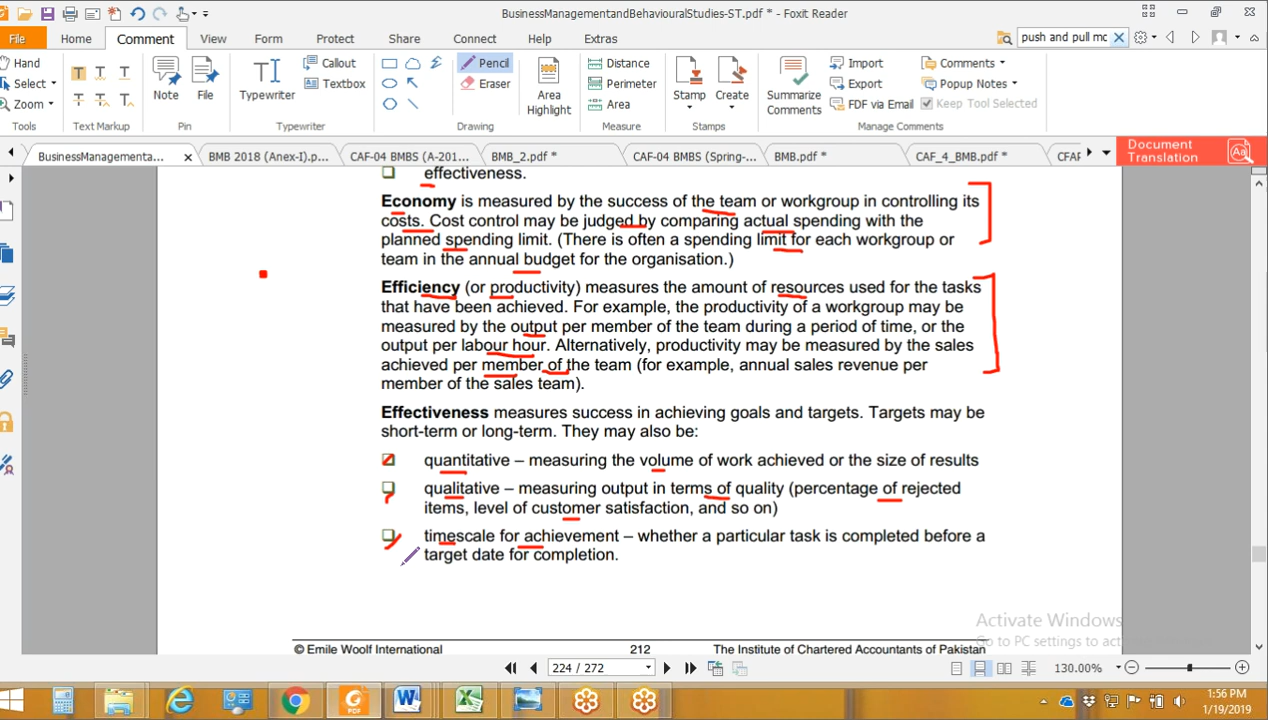 BusinessManagementandBehaviouralStudies-ST.pdf * - Foxit Reader
File Home Comment View Form Protect Share Connect Help Extras
push and pull mc
Hand
Select
Zoom
Tools
Text Markup
Note
File
Pin
Typewriter
Callout
Textbox
Typewriter
Pencil
Eraser
Area Highlight
Drawing
Distance
Perimeter
Area
Measure
Stamp
Create
Stamps
Summarize Comments
Import
Export
FDF via Email
Comments
Popup Notes
Keep Tool Selected
Manage Comments
BusinessManagementa... BMB 2018 (Anex-I).p... CAF-04 BMBS (A-201... BMB_2.pdf * CAF-04 BMBS (Spring-... BMB.pdf * CAF_4_BMB.pdf * CFAF
Document Translation
effectiveness.
Economy is measured by the success of the team or workgroup in controlling its
costs. Cost control may be judged by comparing actual spending with the
planned spending limit. (There is often a spending limit for each workgroup or
team in the annual budget for the organisation.)
Efficiency (or productivity) measures the amount of resources used for the tasks
that have been achieved. For example, the productivity of a workgroup may be
measured by the output per member of the team during a period of time, or the
output per labour hour. Alternatively, productivity may be measured by the sales
achieved per member of the team (for example, annual sales revenue per
member of the sales team).
Effectiveness measures success in achieving goals and targets. Targets may be
short-term or long-term. They may also be:
quantitative – measuring the volume of work achieved or the size of results
qualitative – measuring output in terms of quality (percentage of rejected
items, level of customer satisfaction, and so on)
timescale for achievement – whether a particular task is completed before a
target date for completion.
Activate Windows
Go to PC settings to act
© Emile Woolf International 212 The Institute of Chartered Accountants of Pakistan
224 / 272
130.00%
1:56 PM
1/19/2019